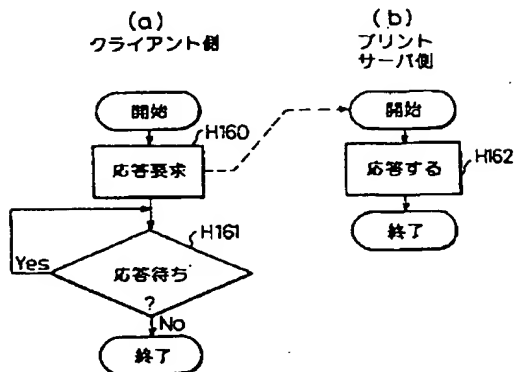 (a)
クライアント側
開始
H160
応答要求
H161
Yes
応答待ち
?
No
終了
(b)
プリント
サーバ側
開始
応答する
H162
終了